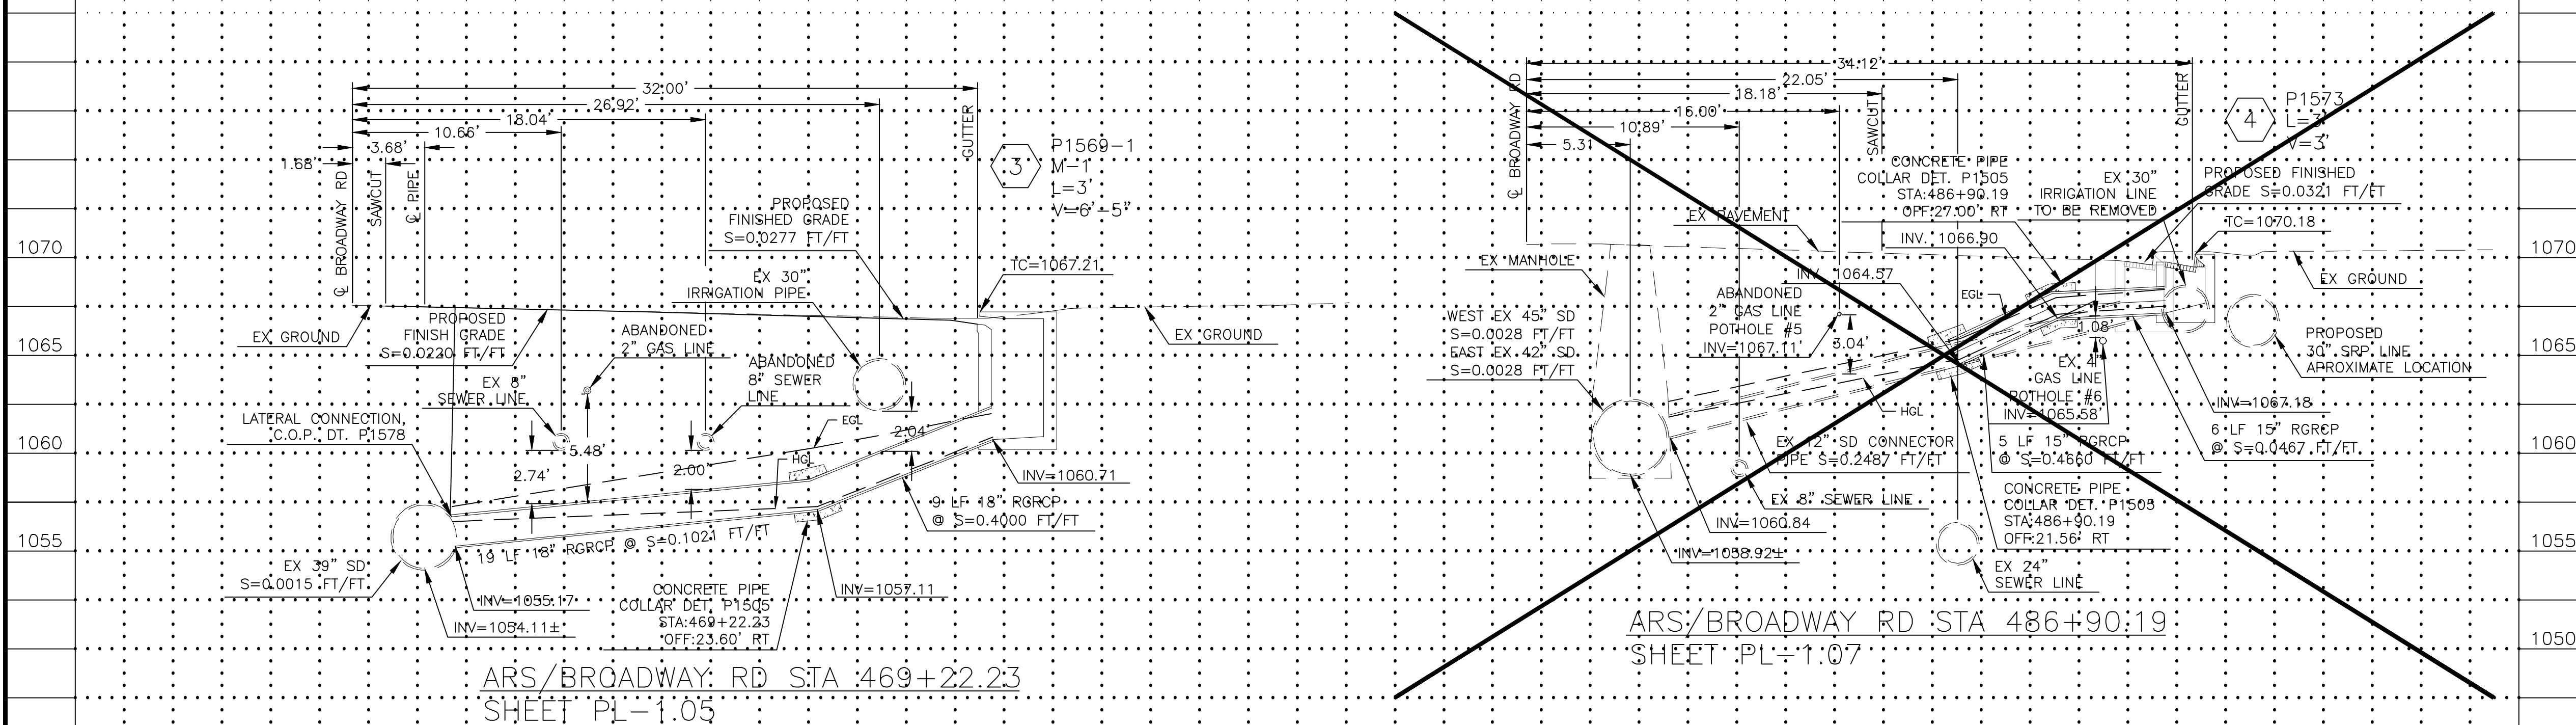 1070
1065
1060
1055
32.00'
26.92'
18.04'
10.66'
3.68'
1.68'
℄ BROADWAY RD
SAWCUT
℄ PIPE
GUTTER
3
P1569-1
M-1
L=3'
V=6'-5"
PROPOSED
FINISHED GRADE
S=0.0277 FT/FT
TC=1067.21
EX 30"
IRRIGATION PIPE
EX GROUND
PROPOSED
FINISH GRADE
S=0.0220 FT/FT
ABANDONED
2" GAS LINE
ABANDONED
8" SEWER
LINE
EX GROUND
EX 8"
SEWER LINE
LATERAL CONNECTION,
C.O.P. DT. P1578
EGL
HGL
2.74'
5.48'
2.00'
2.04'
INV=1060.71
9 LF 18" RGRCP
@ S=0.4000 FT/FT
19 LF 18" RGRCP @ S=0.1021 FT/FT
EX 39" SD
S=0.0015 FT/FT
INV=1055.17
INV=1054.11±
CONCRETE PIPE
COLLAR DET. P1505
STA:469+22.23
OFF:23.60' RT
INV=1057.11
ARS/BROADWAY RD STA 469+22.23
SHEET PL-1.05
34.12'
22.05'
18.18'
16.00'
10.89'
5.31
℄ BROADWAY RD
SAWCUT
GUTTER
4
P1573
L=3'
V=3'
CONCRETE PIPE
COLLAR DET. P1505
STA:486+90.19
OFF:27.00' RT
INV. 1066.90
EX 30"
IRRIGATION LINE
TO BE REMOVED
PROPOSED FINISHED
GRADE S=0.0321 FT/FT
TC=1070.18
EX PAVEMENT
EX MANHOLE
INV 1064.57
ABANDONED
2" GAS LINE
POTHOLE #5
INV=1067.11'
EGL
3.04'
1.08'
EX GROUND
WEST EX 45" SD
S=0.0028 FT/FT
EAST EX 42" SD
S=0.0028 FT/FT
PROPOSED
30" SRP LINE
APROXIMATE LOCATION
EX 4"
GAS LINE
POTHOLE #6
INV=1065.58'
INV=1067.18
HGL
EX 12" SD CONNECTOR
PIPE S=0.2487 FT/FT
5 LF 15" RGRCP
@ S=0.4660 FT/FT
6 LF 15" RGRCP
@ S=0.0467 FT/FT
EX 8" SEWER LINE
INV=1060.84
INV=1058.92±
CONCRETE PIPE
COLLAR DET. P1505
STA:486+90.19
OFF:21.56' RT
EX 24"
SEWER LINE
ARS/BROADWAY RD STA 486+90.19
SHEET PL-1.07
1070
1065
1060
1055
1050